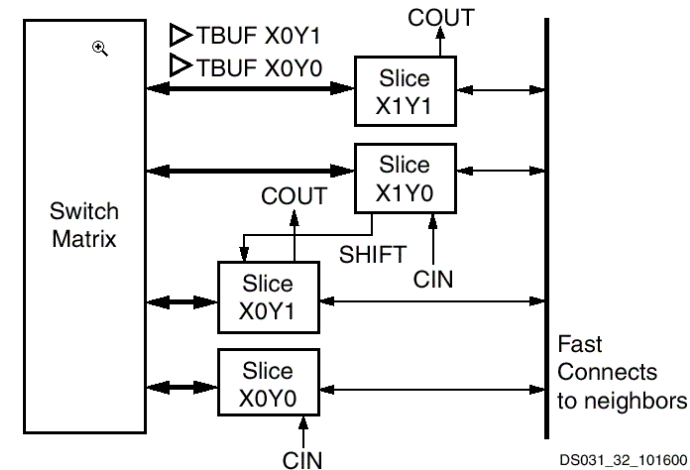 COUT
TBUF X0Y1
TBUF X0Y0
Slice
X1Y1
Slice
X1Y0
Switch
Matrix
COUT
SHIFT
CIN
Slice
X0Y1
Slice
X0Y0
Fast
Connects
to neighbors
CIN
DS031_32_101600